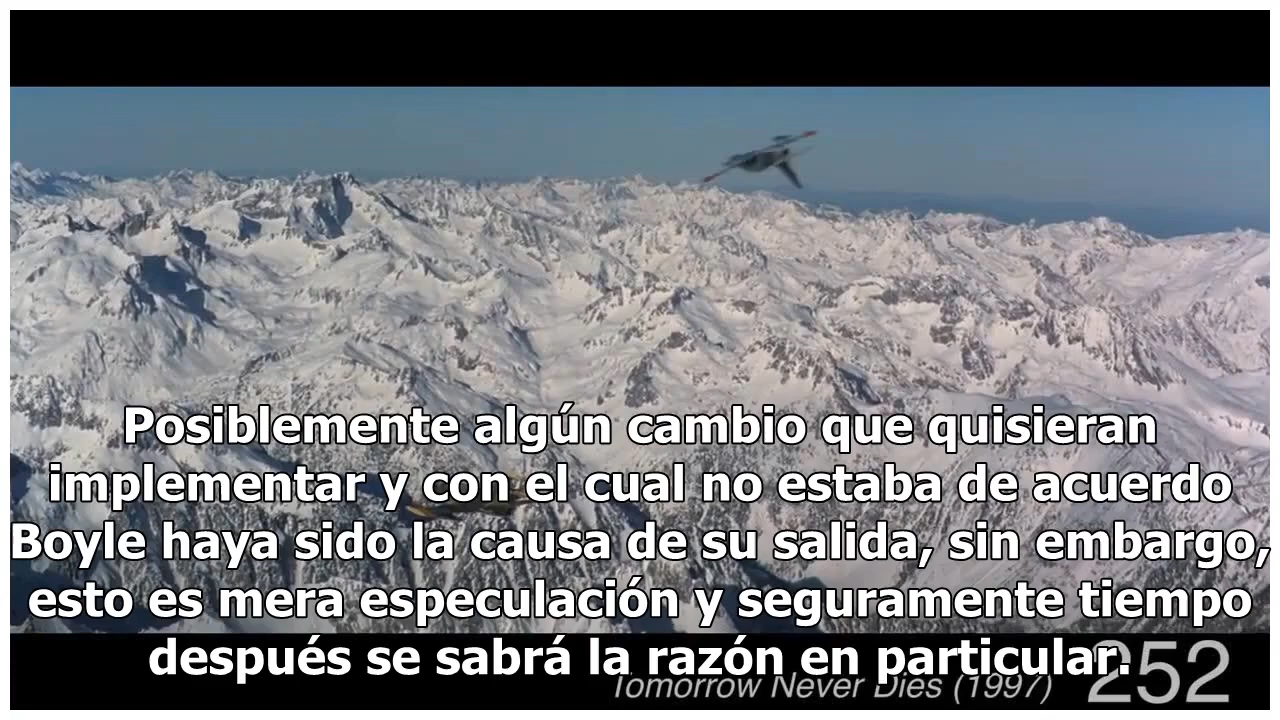 Posiblemente algún cambio que quisieran
implementar y con el cual no estaba de acuerdo
Boyle haya sido la causa de su salida, sin embargo,
esto es mera especulación y seguramente tiempo
después se sabrá la razón en particular.
Tomorrow Never Dies (1997)
252